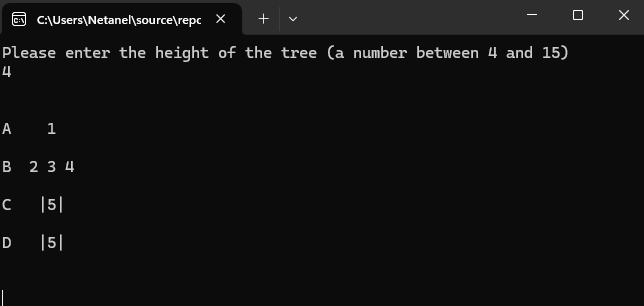 C:\Users\Netanel\source\repc
Please enter the height of the tree (a number between 4 and 15)
4
A    1
B  2 3 4
C   |5|
D   |5|